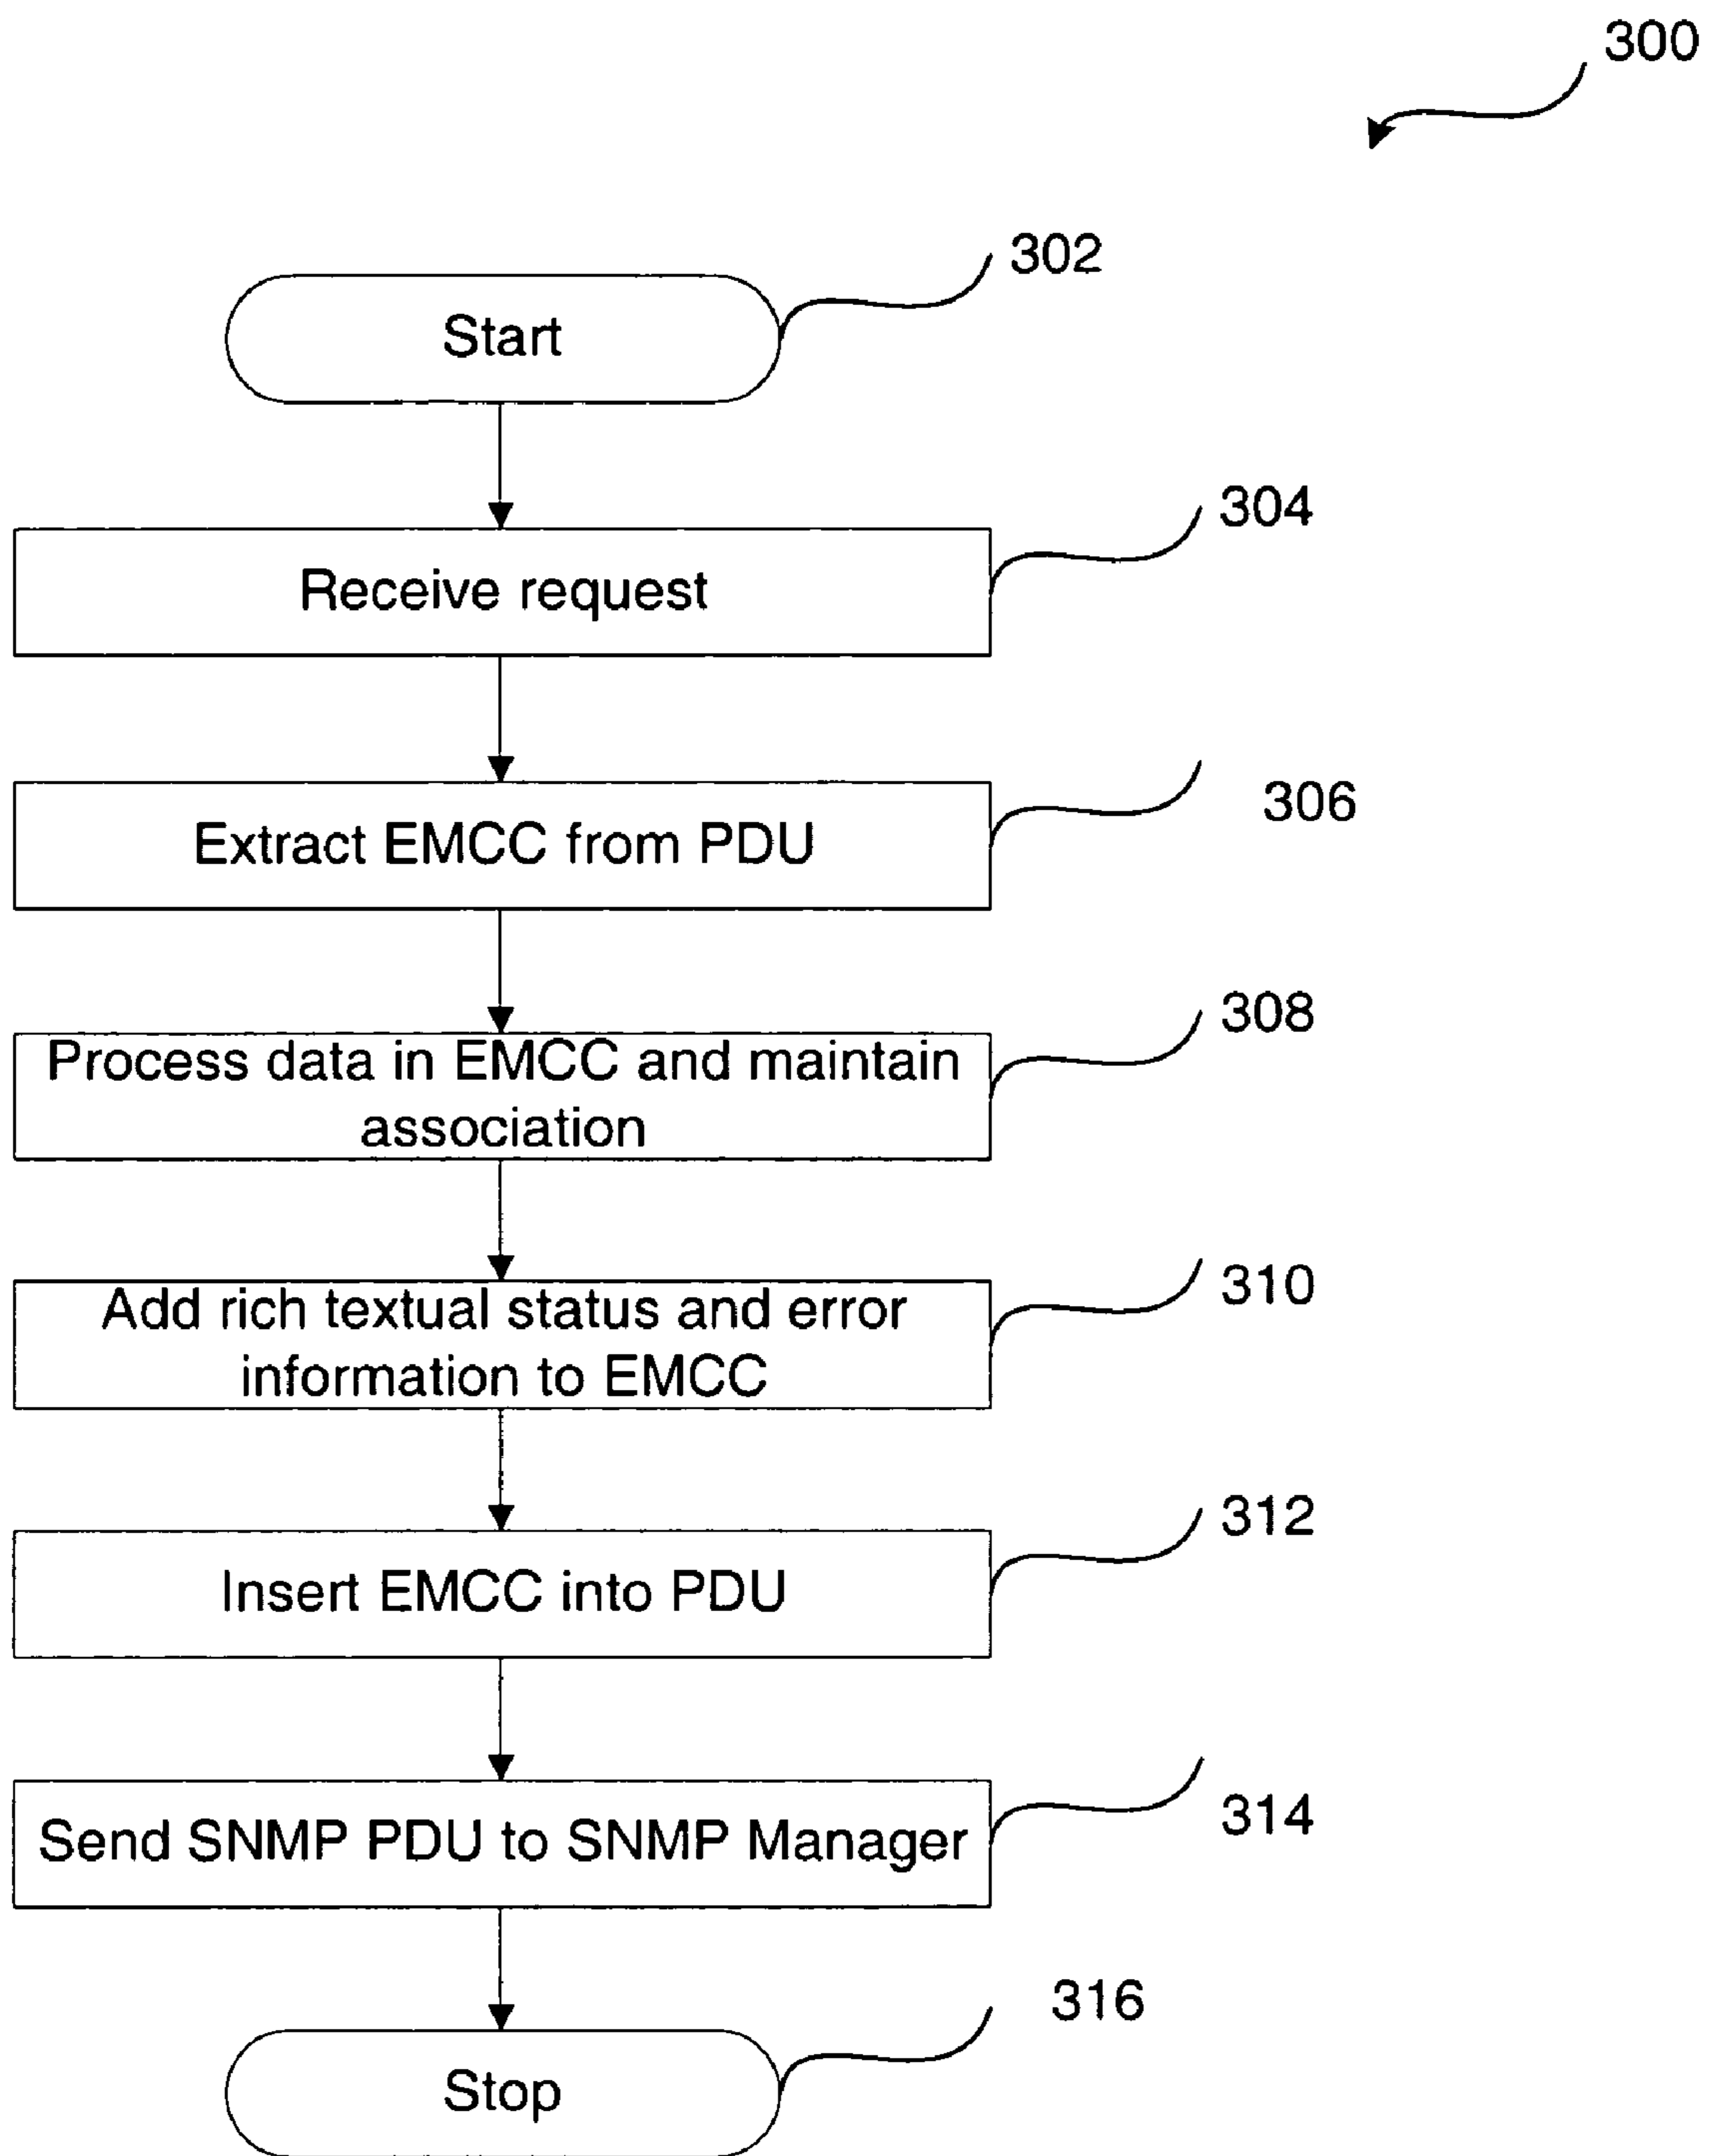 300
302
Start
304
Receive request
306
Extract EMCC from PDU
308
Process data in EMCC and maintain
association
310
Add rich textual status and error
information to EMCC
312
Insert EMCC into PDU
314
Send SNMP PDU to SNMP Manager
316
Stop